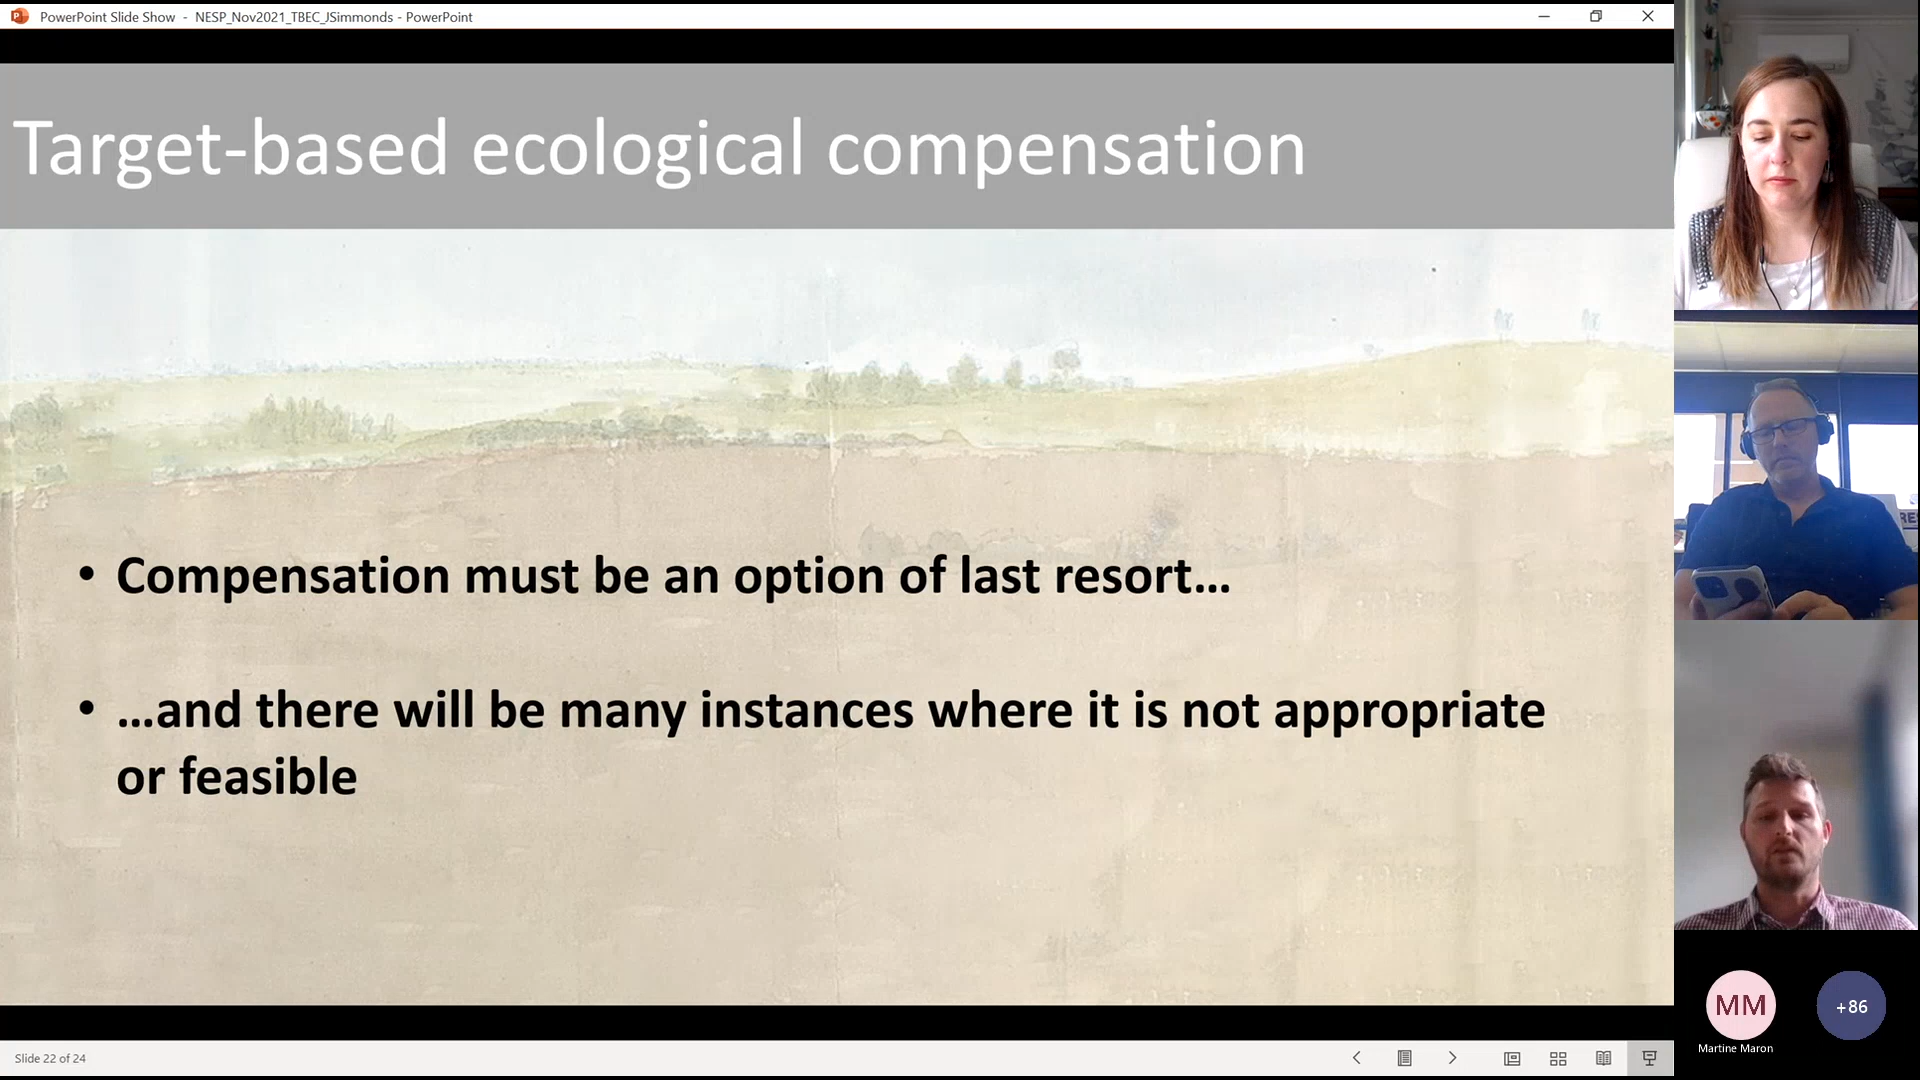 PowerPoint Slide Show - NESP_Nov2021_TBEC_JSimmonds - PowerPoint
Target-based ecological compensation
• Compensation must be an option of last resort...
• ...and there will be many instances where it is not appropriate
or feasible
MM
+86
Martine Maron
Slide 22 of 24